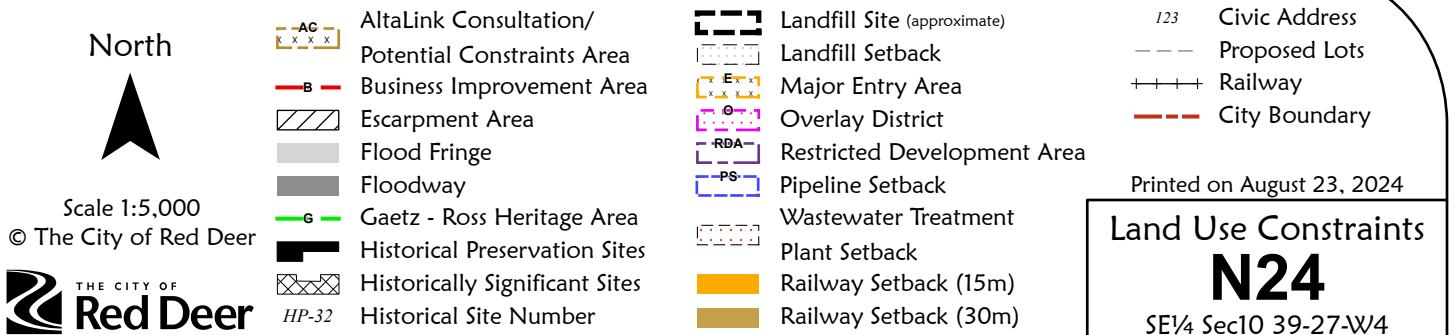 North
Scale 1:5,000
© The City of Red Deer
THE CITY OF
Red Deer
AC
AltaLink Consultation/
Potential Constraints Area
B
Business Improvement Area
Escarpment Area
Flood Fringe
Floodway
G
Gaetz - Ross Heritage Area
Historical Preservation Sites
Historically Significant Sites
HP-32 Historical Site Number
Landfill Site (approximate)
Landfill Setback
E
Major Entry Area
O
Overlay District
RDA
Restricted Development Area
PS
Pipeline Setback
Wastewater Treatment
Plant Setback
Railway Setback (15m)
Railway Setback (30m)
123 Civic Address
Proposed Lots
Railway
City Boundary
Printed on August 23, 2024
Land Use Constraints
N24
SE¼ Sec10 39-27-W4